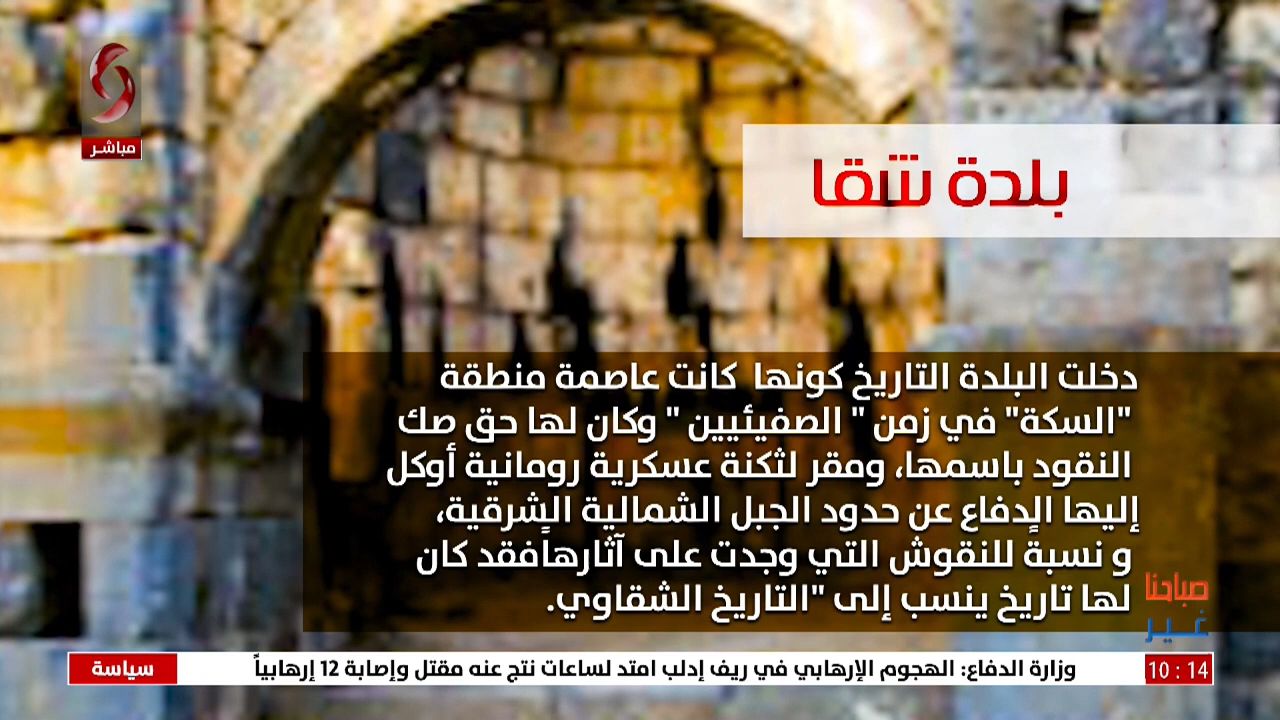 مباشر
بلدة شقا
دخلت البلدة التاريخ كونها كانت عاصمة منطقة
"السكة" في زمن " الصفيئيين " وكان لها حق صك
النقود باسمها، ومقر لثكنة عسكرية رومانية أوكل
إليها الدفاع عن حدود الجبل الشمالية الشرقية،
و نسبةً للنقوش التي وجدت على آثارهاًفقد كان
لها تاريخ ينسب إلى "التاريخ الشقاوي.
صباحنا
غير
10 : 14
وزارة الدفاع: الهجوم الإرهابي في ريف إدلب امتد لساعات نتج عنه مقتل وإصابة 12 إرهابياً
سياسة